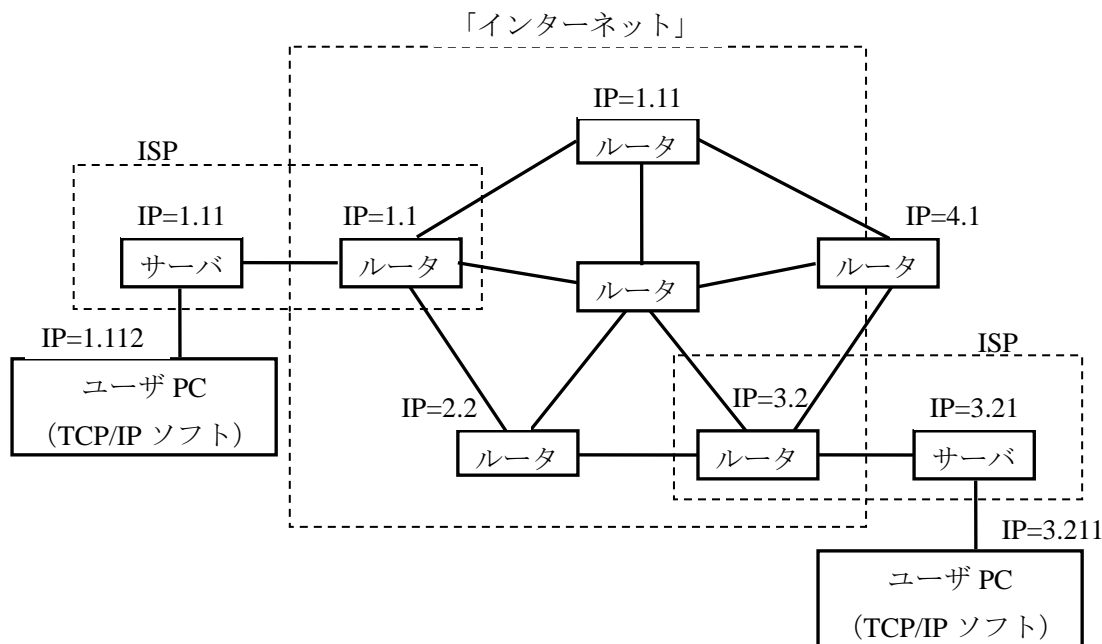 「インターネット」
IP=1.11
ルータ
ISP
IP=1.11
サーバ
IP=1.1
ルータ
IP=4.1
ルータ
ルータ
IP=1.112
ユーザ PC
（TCP/IP ソフト）
ISP
IP=2.2
ルータ
IP=3.2
ルータ
IP=3.21
サーバ
IP=3.211
ユーザ PC
（TCP/IP ソフト）